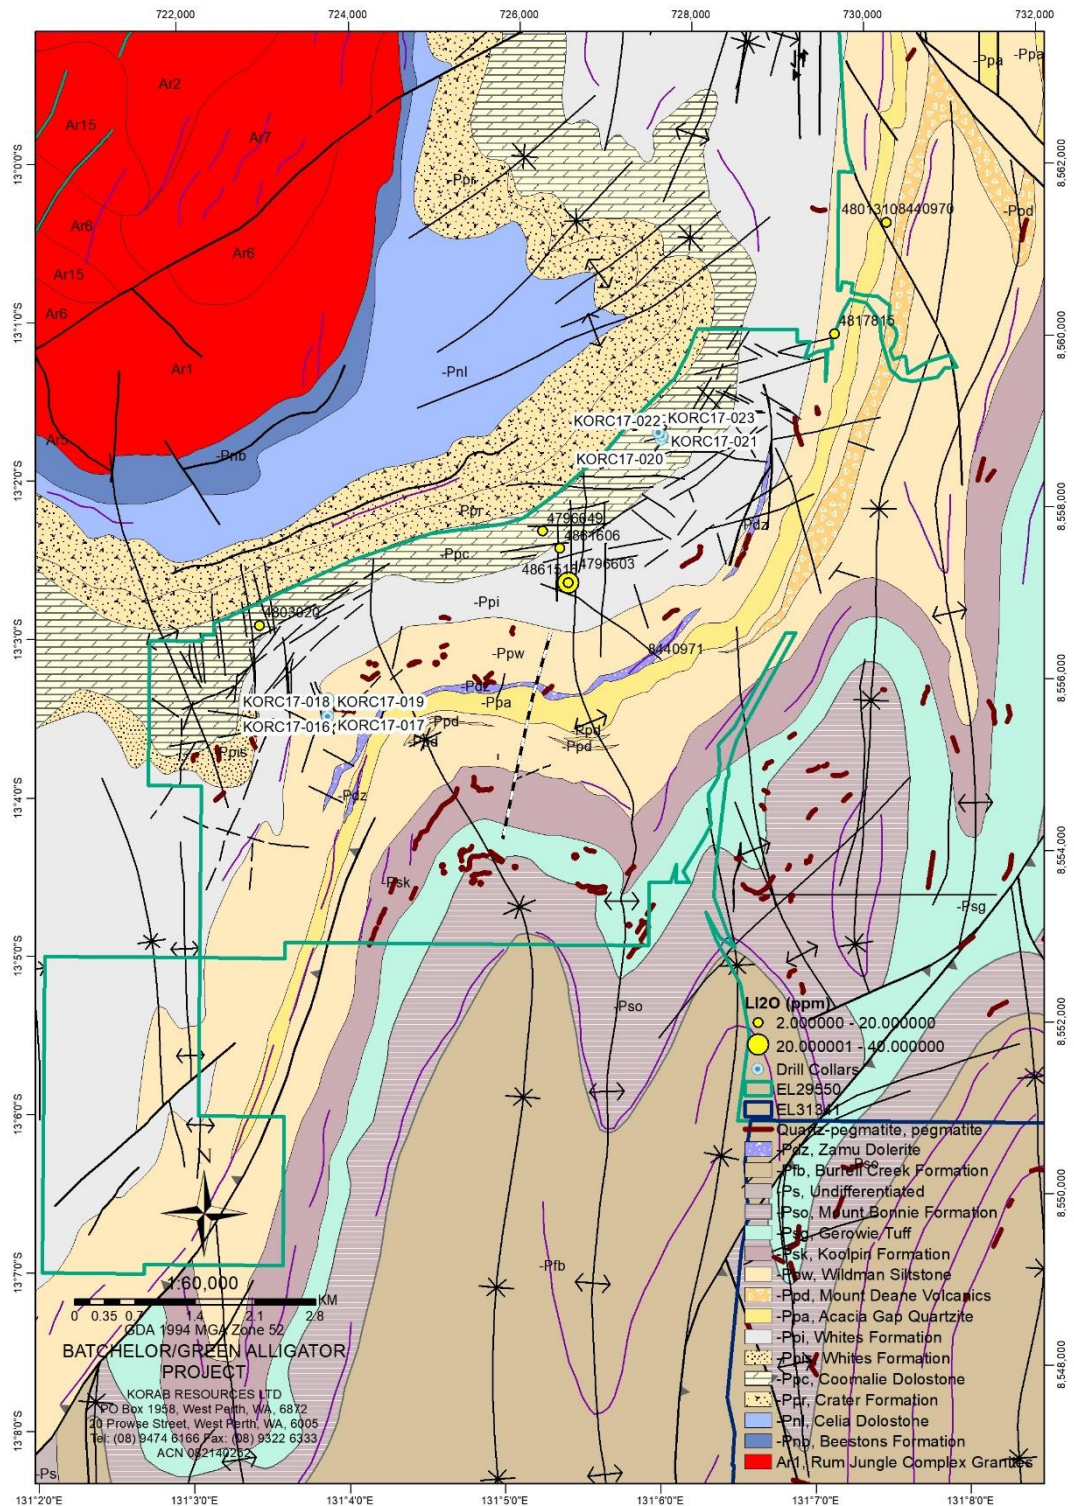 722,000
724,000
726,000
728,000
730,000
732,000
13°0'0"S
13°1'0"S
13°2'0"S
13°3'0"S
13°4'0"S
13°5'0"S
13°6'0"S
13°7'0"S
13°8'0"S
8,562,000
8,560,000
8,558,000
8,556,000
8,554,000
8,552,000
8,550,000
8,548,000
Ar2
Ar15
Ar7
Ar6
Ar6
Ar15
Ar6
Ar1
Ar5
-Pnb
-Pnl
-Ppr
-Ppa
-Ppa
-Ppd
48013108440970
4817815
KORC17-022
KORC17-023
KORC17-021
KORC17-020
-Ppr
4796649
4861606
-Ppc
4796603
-Pdz
4803020
-Ppi
8440971
-Ppw
-Pdz
-Ppa
KORC17-018
KORC17-019
KORC17-016
KORC17-017
-Ppd
-Ppd
-Ppd
-Ppis
-Pdz
-Psk
-Psg
-Pso
-Pso
-Pfb
-Ps
LI2O (ppm)
2.000000 - 20.000000
20.000001 - 40.000000
Drill Collars
EL29550
EL31341
Quartz-pegmatite, pegmatite
-Pdz, Zamu Dolerite
-Pfb, Burrell Creek Formation
-Ps, Undifferentiated
-Pso, Mount Bonnie Formation
-Psg, Gerowie Tuff
-Psk, Koolpin Formation
-Ppw, Wildman Siltstone
-Ppd, Mount Deane Volcanics
-Ppa, Acacia Gap Quartzite
-Ppi, Whites Formation
-Ppis, Whites Formation
-Ppc, Coomalie Dolostone
-Ppr, Crater Formation
-Pnl, Celia Dolostone
-Pnb, Beestons Formation
Ar1, Rum Jungle Complex Granites
N
1:60,000
KM
0 0.35 0.7 1.4 2.1 2.8
GDA 1994 MGA Zone 52
BATCHELOR/GREEN ALLIGATOR
PROJECT
KORAB RESOURCES LTD
PO Box 1958, West Perth, WA, 6872
20 Prowse Street, West Perth, WA, 6005
Tel: (08) 9474 6166 Fax: (08) 9322 6333
ACN 082140252
131°2'0"E
131°3'0"E
131°4'0"E
131°5'0"E
131°6'0"E
131°7'0"E
131°8'0"E